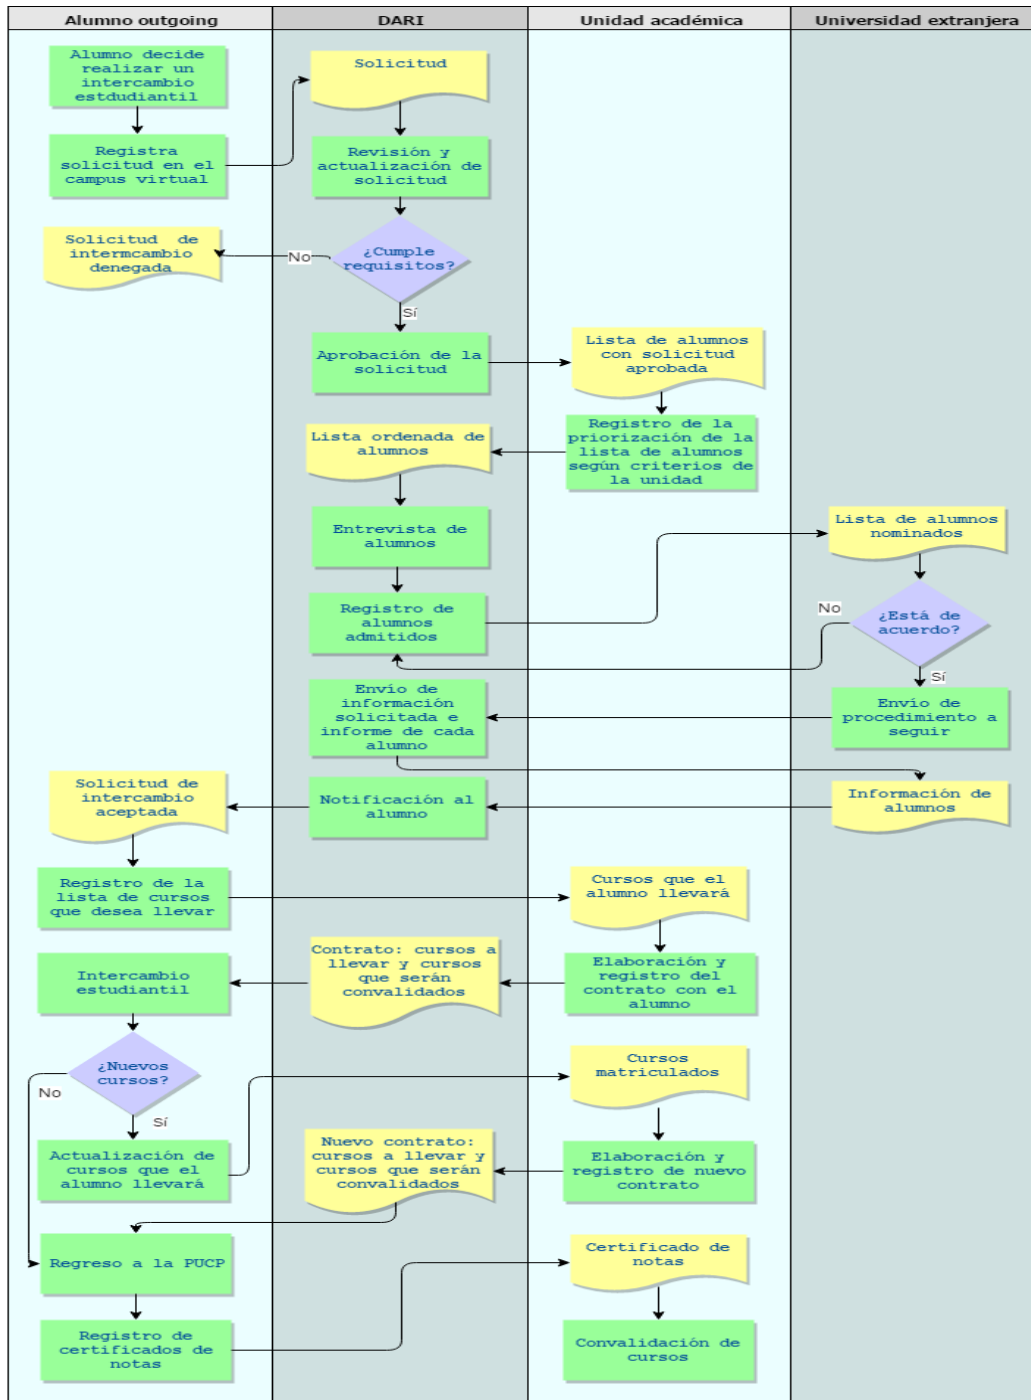 Alumno outgoing
DARI
Unidad académica
Universidad extranjera
Alumno decide
realizar un
intercambio
estdudiantil
Solicitud
Registra
solicitud en el
campus virtual
Revisión y
actualización de
solicitud
Solicitud de
intermcambio
denegada
No
¿Cumple
requisitos?
Sí
Aprobación de la
solicitud
Lista de alumnos
con solicitud
aprobada
Lista ordenada de
alumnos
Registro de la
priorización de la
lista de alumnos
según criterios de
la unidad
Entrevista de
alumnos
Lista de alumnos
nominados
Registro de
alumnos
admitidos
No
¿Está de
acuerdo?
Sí
Envío de
información
solicitada e
informe de cada
alumno
Envío de
procedimiento a
seguir
Solicitud de
intercambio
aceptada
Notificación al
alumno
Información de
alumnos
Registro de la
lista de cursos
que desea llevar
Cursos que el
alumno llevará
Contrato: cursos a
llevar y cursos
que serán
convalidados
Intercambio
estudiantil
Elaboración y
registro del
contrato con el
alumno
¿Nuevos
cursos?
No
Sí
Cursos
matriculados
Actualización de
cursos que el
alumno llevará
Nuevo contrato:
cursos a llevar y
cursos que serán
convalidados
Elaboración y
registro de nuevo
contrato
Regreso a la PUCP
Certificado de
notas
Registro de
certificados de
notas
Convalidación de
cursos